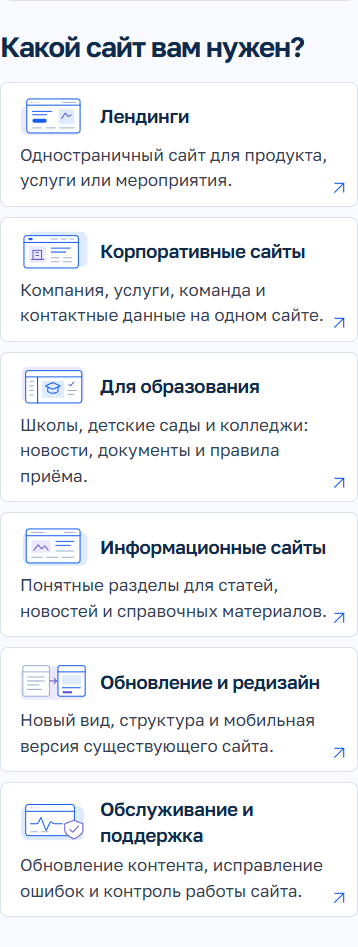 Какой сайт вам нужен?
Лендинги
Одностраничный сайт для продукта,
услуги или мероприятия.
Корпоративные сайты
Компания, услуги, команда и
контактные данные на одном сайте.
Для образования
Школы, детские сады и колледжи:
новости, документы и правила
приёма.
Информационные сайты
Понятные разделы для статей,
новостей и справочных материалов.
Обновление и редизайн
Новый вид, структура и мобильная
версия существующего сайта.
Обслуживание и
поддержка
Обновление контента, исправление
ошибок и контроль работы сайта.